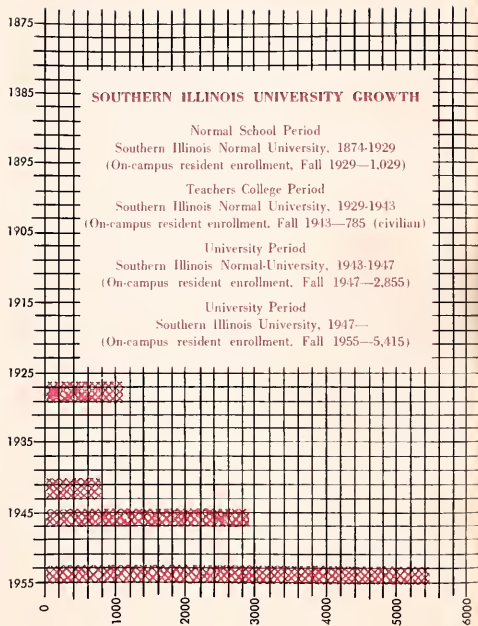 1875
1385
1895
1905
1915
1925
1935
1945
1955
SOUTHERN ILLINOIS UNIVERSITY GROWTH
Normal School Period
Southern Illinois Normal University, 1874-1929
(On-campus resident enrollment, Fall 1929—1,029)
Teachers College Period
Southern Illinois Normal University, 1929-1943
(On-campus resident enrollment, Fall 1943—785 (civilian)
University Period
Southern Illinois Normal-University, 1943-1947
(On-campus resident enrollment, Fall 1947—2,855)
University Period
Southern Illinois University, 1947—
(On-campus resident enrollment, Fall 1955—5,415)
0 1000 2000 3000 4000 5000 6000